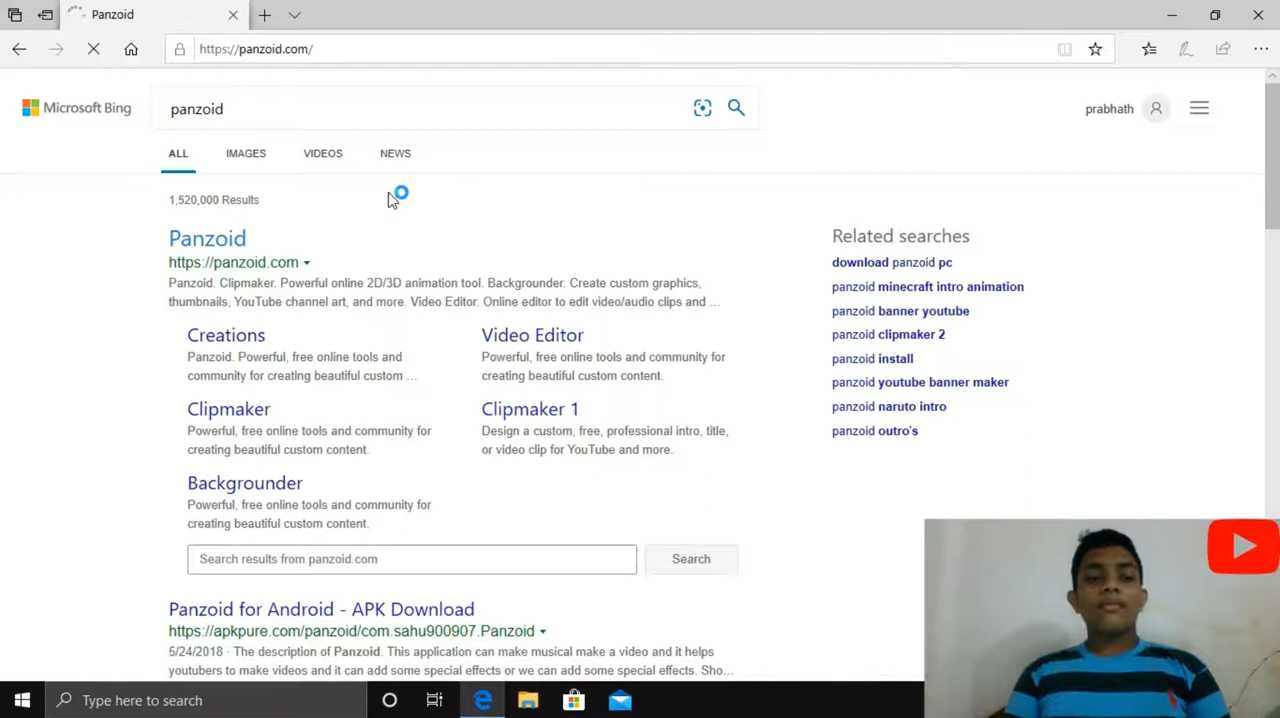 Panzoid
https://panzoid.com/
Microsoft Bing
panzoid
prabhath
ALL IMAGES VIDEOS NEWS
1,520,000 Results
Panzoid
https://panzoid.com
Panzoid. Clipmaker. Powerful online 2D/3D animation tool. Backgrounder. Create custom graphics,
thumbnails, YouTube channel art, and more. Video Editor. Online editor to edit video/audio clips and ...
Creations
Panzoid. Powerful, free online tools and
community for creating beautiful custom ...
Video Editor
Powerful, free online tools and community for
creating beautiful custom content.
Clipmaker
Powerful, free online tools and community for
creating beautiful custom content.
Clipmaker 1
Design a custom, free, professional intro, title,
or video clip for YouTube and more.
Backgrounder
Powerful, free online tools and community for
creating beautiful custom content.
Search results from panzoid.com
Search
Panzoid for Android - APK Download
https://apkpure.com/panzoid/com.sahu900907.Panzoid
5/24/2018 · The description of Panzoid. This application can make musical make a video and it helps
youtubers to make videos and it can add some special effects or we can add some special effects. Sho...
Related searches
download panzoid pc
panzoid minecraft intro animation
panzoid banner youtube
panzoid clipmaker 2
panzoid install
panzoid youtube banner maker
panzoid naruto intro
panzoid outro's
Type here to search